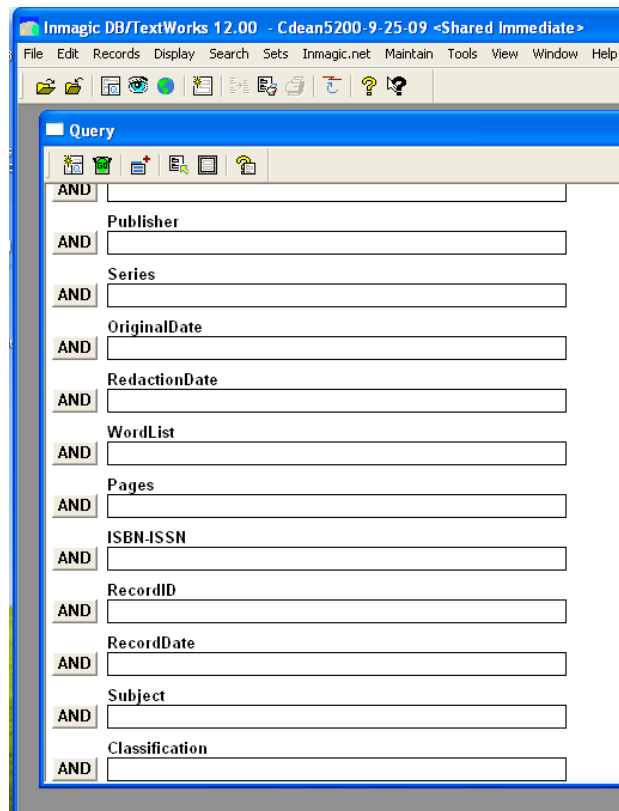 Inmagic DB/TextWorks 12.00 - Cdean5200-9-25-09 <Shared Immediate>
File Edit Records Display Search Sets Inmagic.net Maintain Tools View Window Help
Query
AND
Publisher
AND
Series
AND
OriginalDate
AND
RedactionDate
AND
WordList
AND
Pages
AND
ISBN-ISSN
AND
RecordID
AND
RecordDate
AND
Subject
AND
Classification
AND